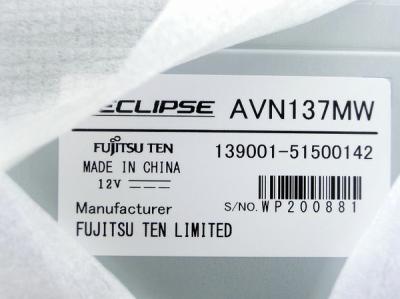 ECLIPSE AVN137MW
FUJITSU TEN 139001-51500142
MADE IN CHINA
12V
Manufacturer S/NO. WP200881
FUJITSU TEN LIMITED